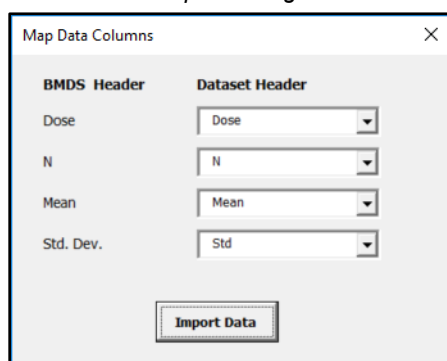 Map Data Columns
BMDS Header Dataset Header
Dose Dose
N N
Mean Mean
Std. Dev. Std
Import Data